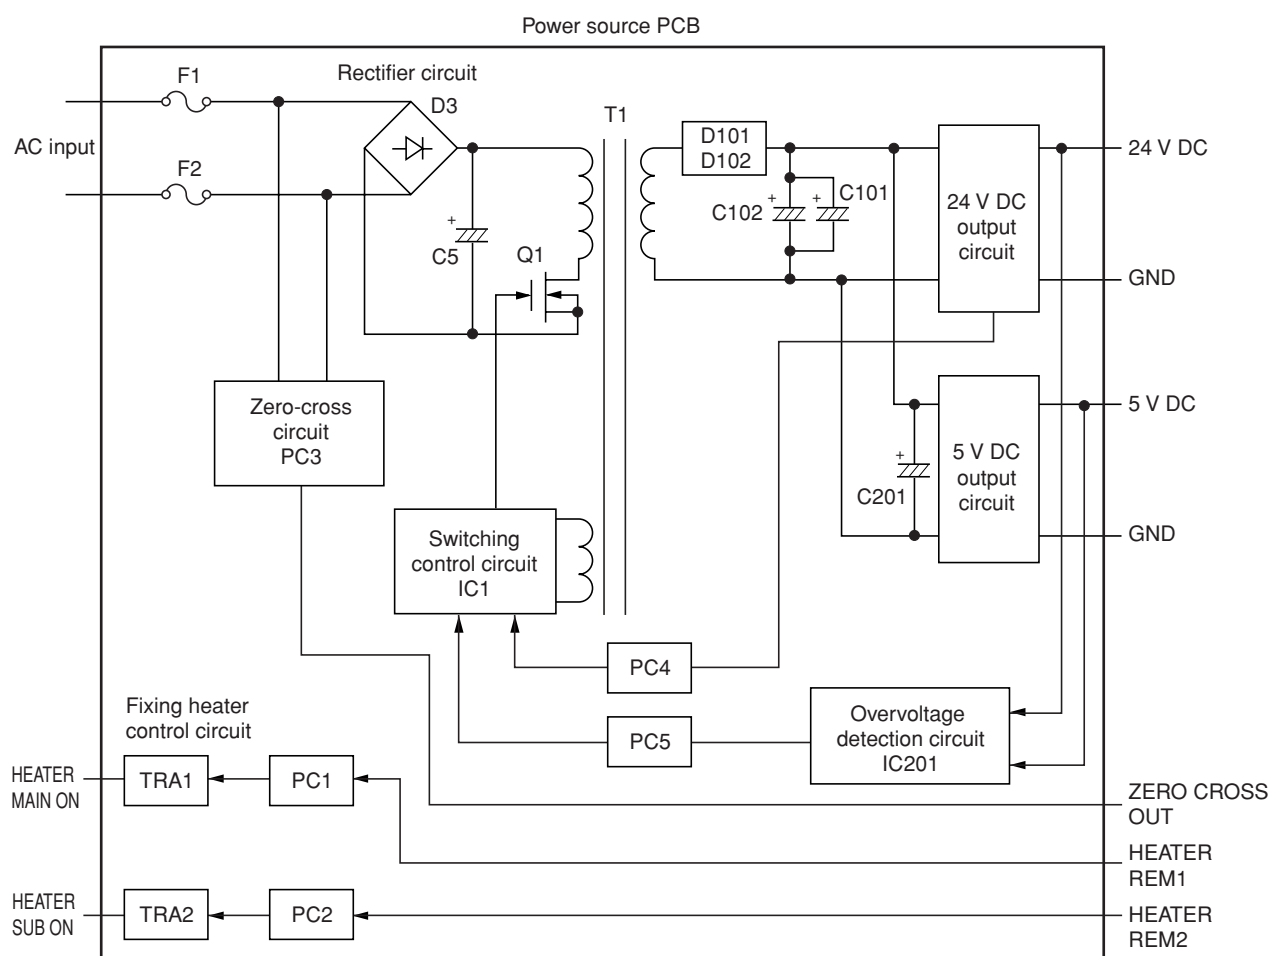 Power source PCB
F1
Rectifier circuit
D3
T1
AC input
F2
D101
D102
24 V DC
C101
C102
+
+
24 V DC
output
circuit
+
C5
Q1
GND
Zero-cross
circuit
PC3
5 V DC
+
C201
5 V DC
output
circuit
GND
Switching
control circuit
IC1
PC4
PC5
Overvoltage
detection circuit
IC201
Fixing heater
control circuit
HEATER
MAIN ON
TRA1
PC1
ZERO CROSS
OUT
HEATER
REM1
HEATER
SUB ON
TRA2
PC2
HEATER
REM2